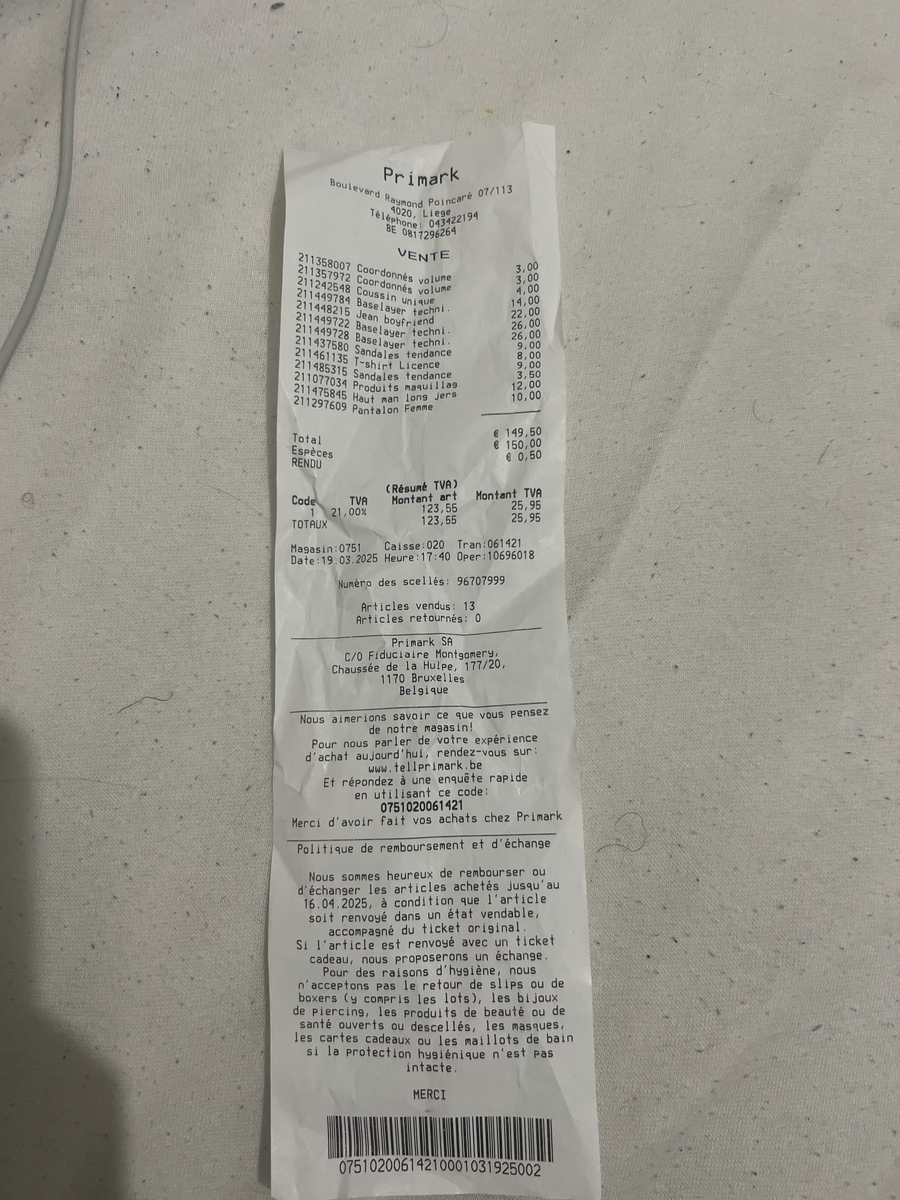 Primark
Boulevard Raymond Poincaré 07/113
4020, Liege
Téléphone: 043422194
BE 0817296264
VENTE
211358007 Coordonnés volume 3,00
211357972 Coordonnés volume 3,00
211242548 Coussin unique 4,00
211449784 Baselayer techni. 14,00
211448215 Jean boyfriend 22,00
211449722 Baselayer techni. 26,00
211449728 Baselayer techni. 26,00
211437580 Sandales tendance 9,00
211461135 T-shirt Licence 8,00
211485315 Sandales tendance 9,00
211077034 Produits maquillag 3,50
211475845 Haut man long jers 12,00
211297609 Pantalon Femme 10,00
Total € 149,50
Espèces € 150,00
RENDU € 0,50
(Résumé TVA)
Code TVA Montant art Montant TVA
1 21,00% 123,55 25,95
TOTAUX 123,55 25,95
Magasin:0751 Caisse:020 Tran:061421
Date:19.03.2025 Heure:17:40 Oper:10696018
Numéro des scellés: 96707999
Articles vendus: 13
Articles retournés: 0
Primark SA
C/O Fiduciaire Montgomery,
Chaussée de la Hulpe, 177/20,
1170 Bruxelles
Belgique
Nous aimerions savoir ce que vous pensez
de notre magasin!
Pour nous parler de votre expérience
d'achat aujourd'hui, rendez-vous sur:
www.tellprimark.be
Et répondez à une enquête rapide
en utilisant ce code:
0751020061421
Merci d'avoir fait vos achats chez Primark
Politique de remboursement et d'échange
Nous sommes heureux de rembourser ou
d'échanger les articles achetés jusqu'au
16.04.2025, à condition que l'article
soit renvoyé dans un état vendable,
accompagné du ticket original.
Si l'article est renvoyé avec un ticket
cadeau, nous proposerons un échange.
Pour des raisons d'hygiène, nous
n'acceptons pas le retour de slips ou de
boxers (y compris les lots), les bijoux
de piercing, les produits de beauté ou de
santé ouverts ou descellés, les masques,
les cartes cadeaux ou les maillots de bain
si la protection hygiénique n'est pas
intacte.
MERCI
07510200614210001031925002